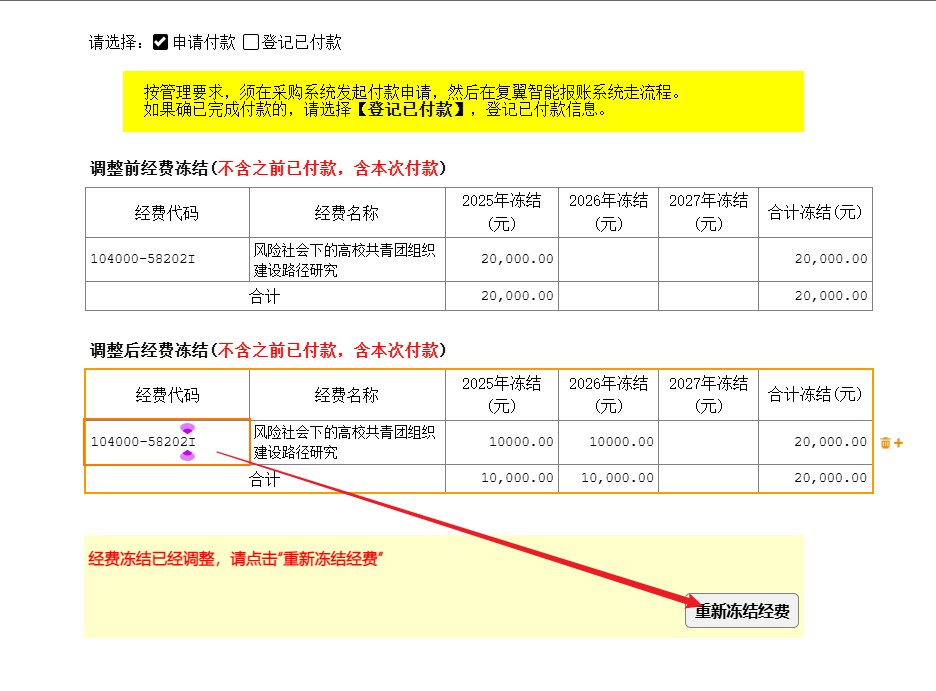 请选择：申请付款 登记已付款
按管理要求，须在采购系统发起付款申请，然后在复翼智能报账系统走流程。
如果确已完成付款的，请选择【登记已付款】，登记已付款信息。
调整前经费冻结(不含之前已付款，含本次付款)
经费代码 经费名称 2025年冻结(元) 2026年冻结(元) 2027年冻结(元) 合计冻结(元)
104000-58202I 风险社会下的高校共青团组织建设路径研究 20,000.00 20,000.00
合计 20,000.00 20,000.00
调整后经费冻结(不含之前已付款，含本次付款)
经费代码 经费名称 2025年冻结(元) 2026年冻结(元) 2027年冻结(元) 合计冻结(元)
104000-58202I 风险社会下的高校共青团组织建设路径研究 10000.00 10000.00 20,000.00
合计 10,000.00 10,000.00 20,000.00
经费冻结已经调整，请点击“重新冻结经费”
重新冻结经费